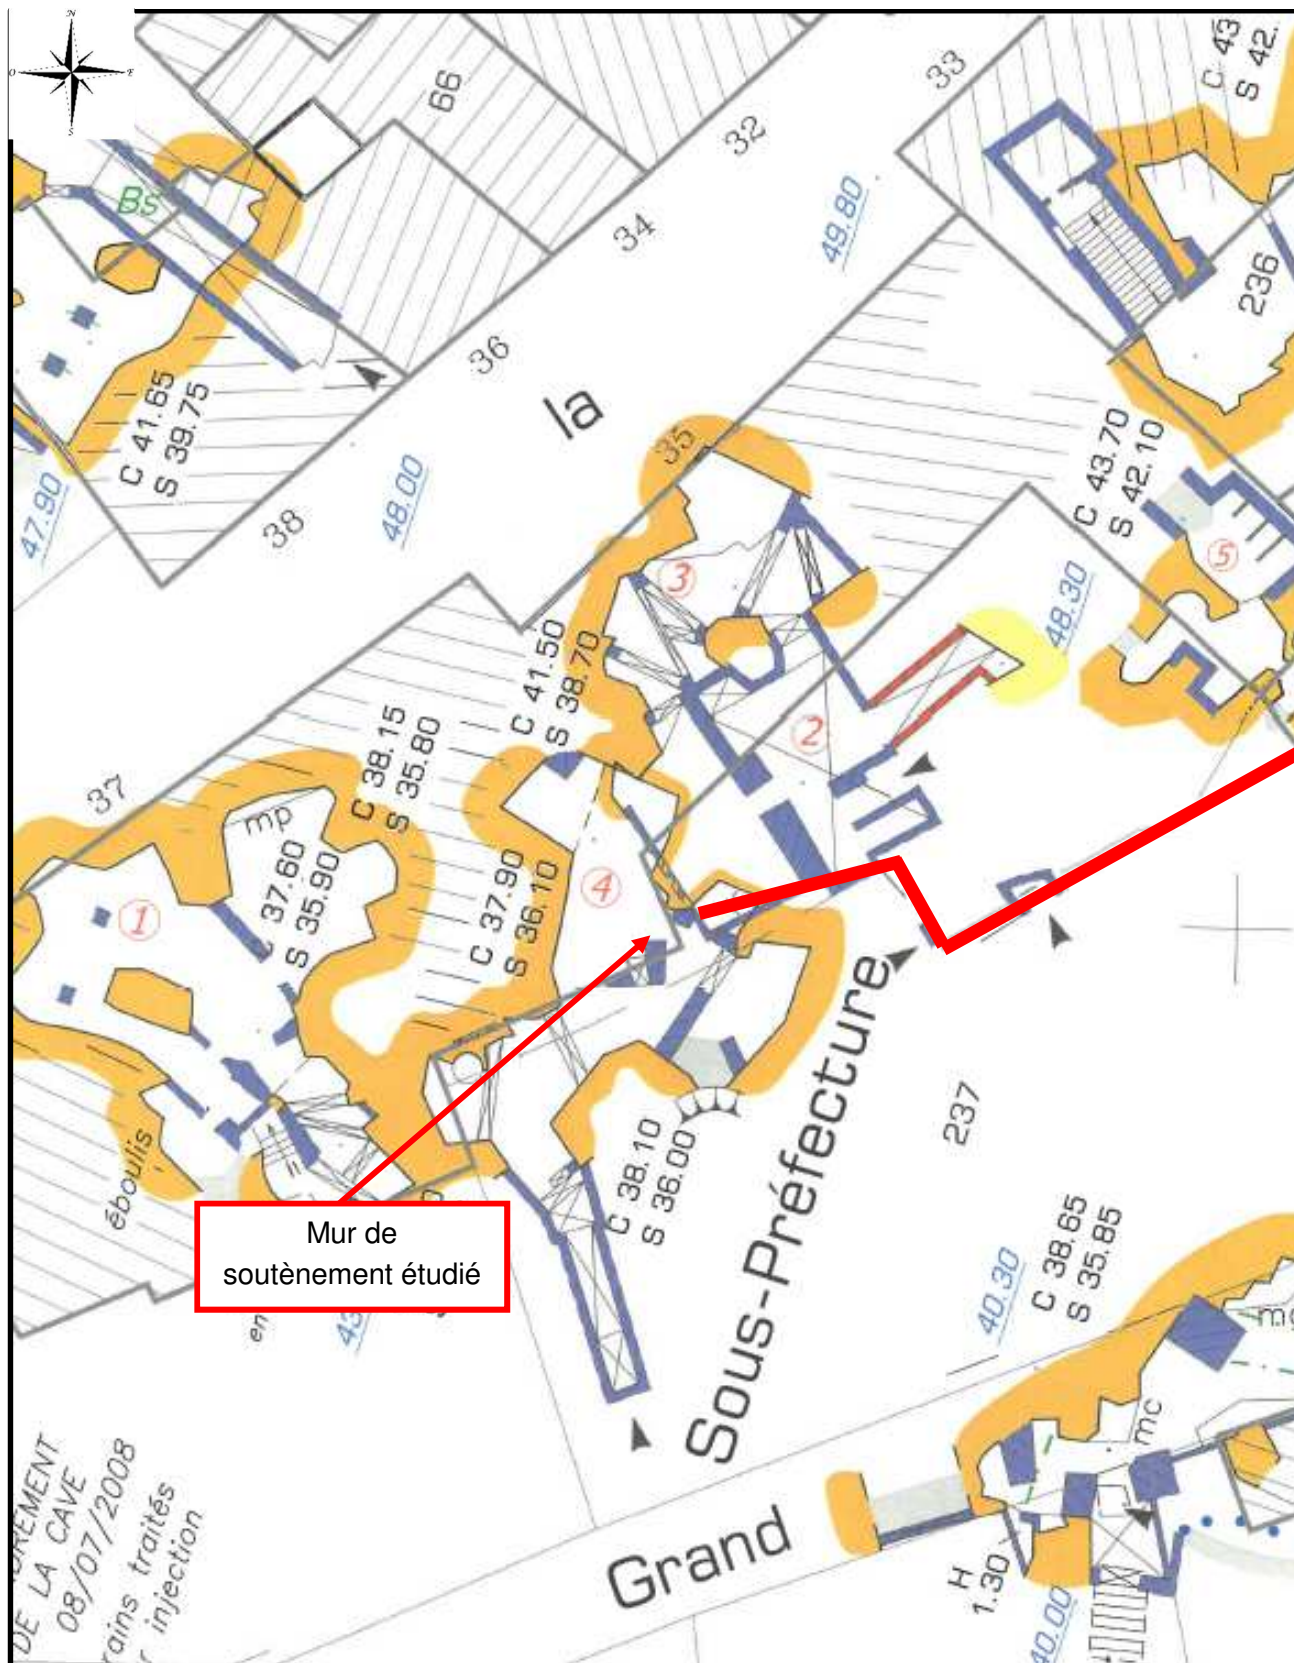 N
O
E
S
66
33
C 43
S 42.
32
Bs
34
49.80
236
36
la
C 41.65
S 39.75
35
C 43.70
S 42.10
47.90
48.00
38
3
5
48.30
C 41.50
S 38.70
2
C 38.15
S 35.80
37
mp
37.60
S 35.90
C 37.90
S 36.10
4
1
Sous-Préfecture
237
éboulis
C 38.10
S 36.00
Mur de
soutènement étudié
C 38.65
S 35.85
40.30
en
43
mc
DE LA CAVE
08/07/2008
rains traités
r injection
Grand
H
1.30
40.00